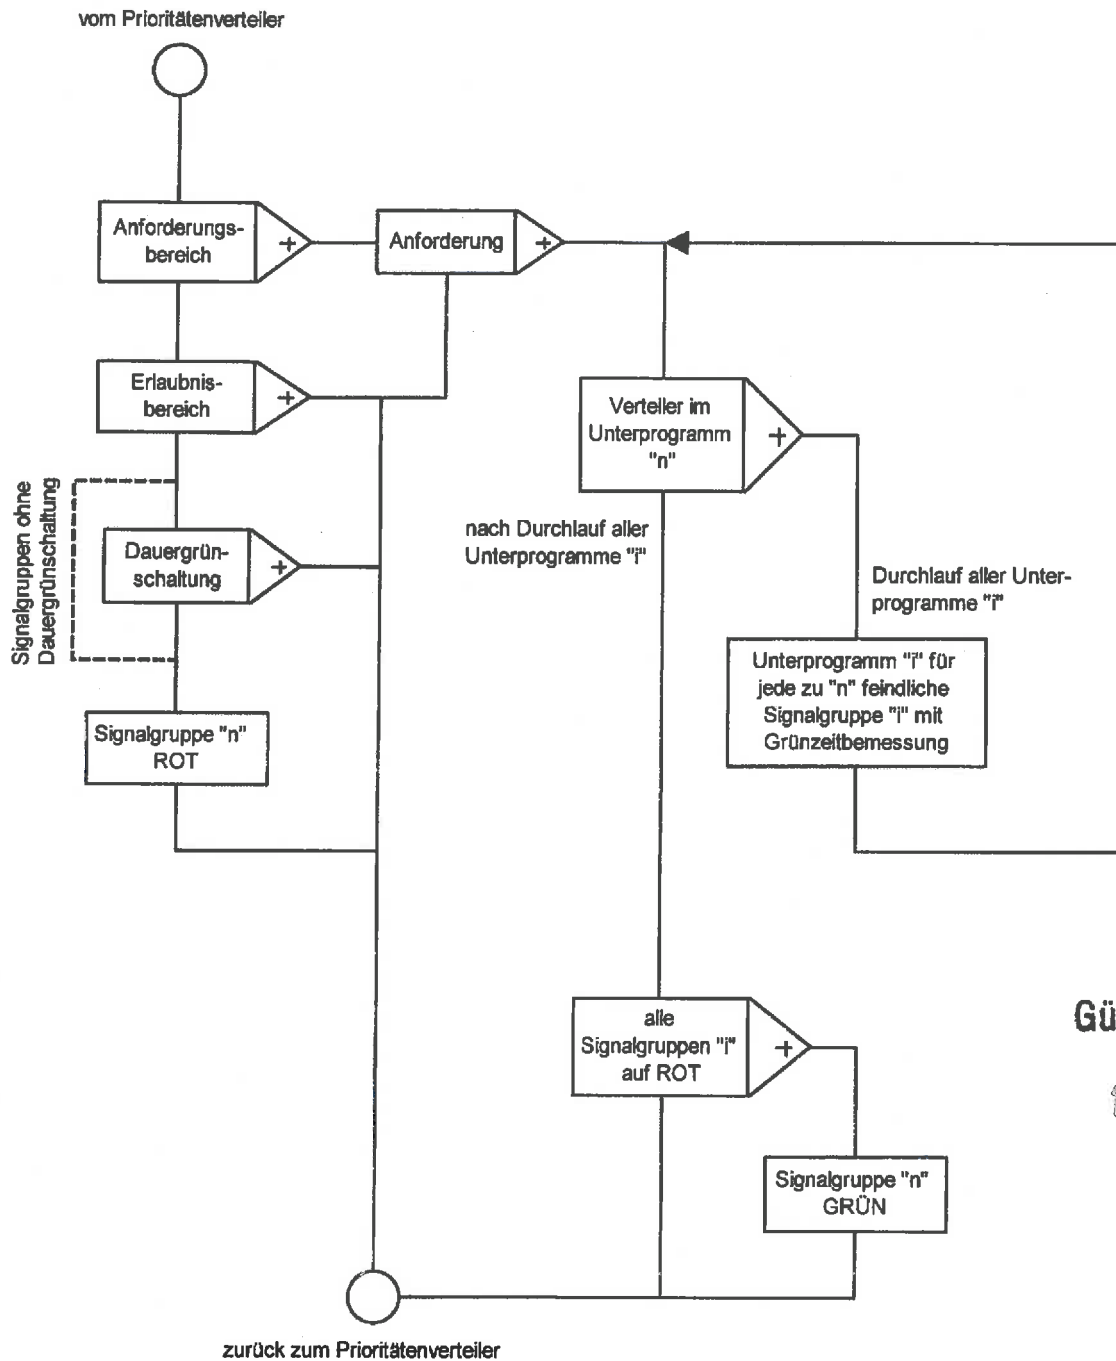 vom Prioritätenverteiler
Anforderungs-
bereich
+
Anforderung
+
Erlaubnis-
bereich
+
Verteiler im
Unterprogramm
"n"
+
Signalgruppen ohne
Dauergrünschaltung
nach Durchlauf aller
Unterprogramme "i"
Dauergrün-
schaltung
+
Durchlauf aller Unter-
programme "i"
Unterprogramm "i" für
jede zu "n" feindliche
Signalgruppe "i" mit
Grünzeitbemessung
Signalgruppe "n"
ROT
alle
Signalgruppen "i"
auf ROT
+
Gü
Signalgruppe "n"
GRÜN
zurück zum Prioritätenverteiler